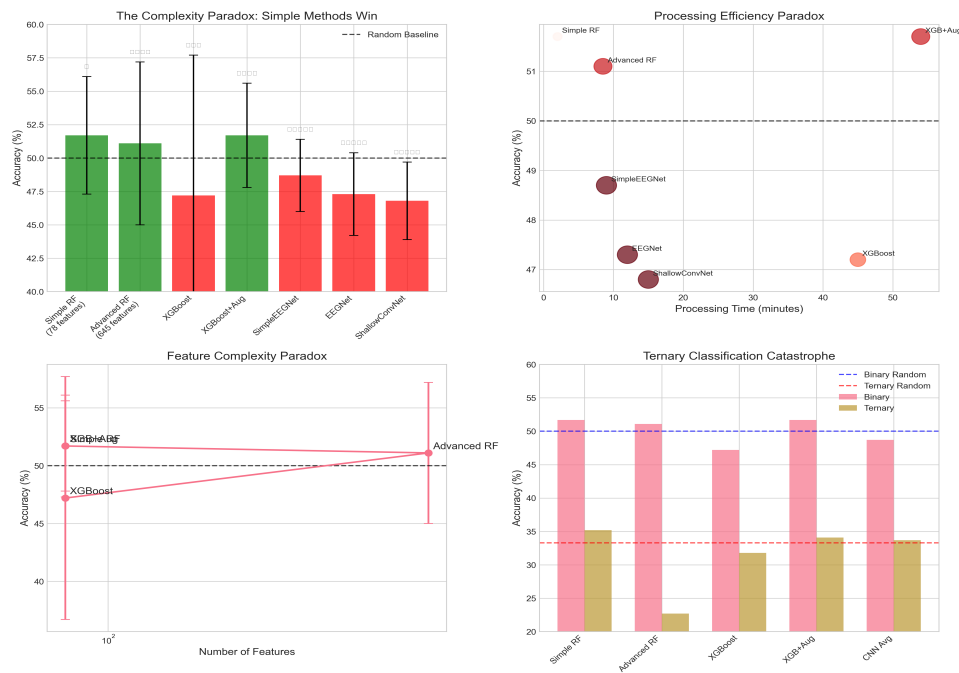 The Complexity Paradox: Simple Methods Win
60.0
57.5
55.0
52.5
50.0
47.5
45.0
42.5
40.0
Accuracy (%)
Random Baseline
Simple RF
(78 features)
Advanced RF
(645 features)
XGBoost
XGBoost+Aug
SimpleEEGNet
EEGNet
ShallowConvNet
Processing Efficiency Paradox
51
50
49
48
47
Accuracy (%)
Simple RF
XGB+Aug
Advanced RF
SimpleEEGNet
EEGNet
XGBoost
ShallowConvNet
0
10
20
30
40
50
Processing Time (minutes)
Feature Complexity Paradox
55
50
45
40
Accuracy (%)
Advanced RF
XGBoost
10²
Number of Features
Ternary Classification Catastrophe
60
55
50
45
40
35
30
25
20
Accuracy (%)
Binary Random
Ternary Random
Binary
Ternary
Simple RF
Advanced RF
XGBoost
XGB+Aug
CNN Avg